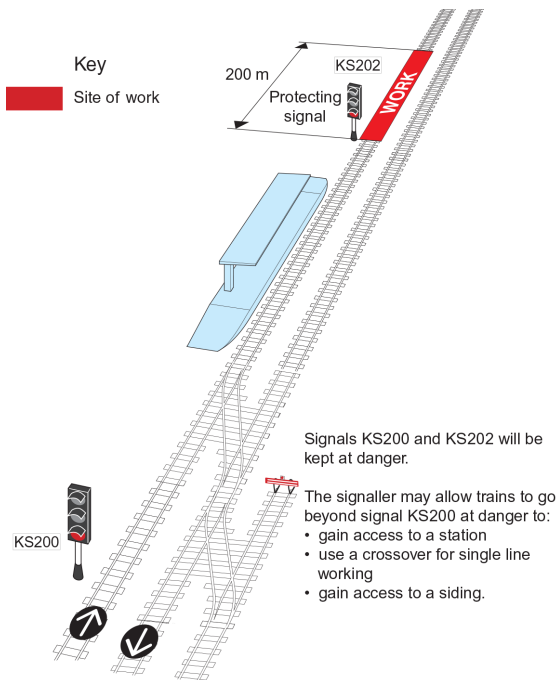 Key
Site of work
200 m
KS202
Protecting
signal
WORK
KS200
Signals KS200 and KS202 will be
kept at danger.
The signaller may allow trains to go
beyond signal KS200 at danger to:
• gain access to a station
• use a crossover for single line
working
• gain access to a siding.